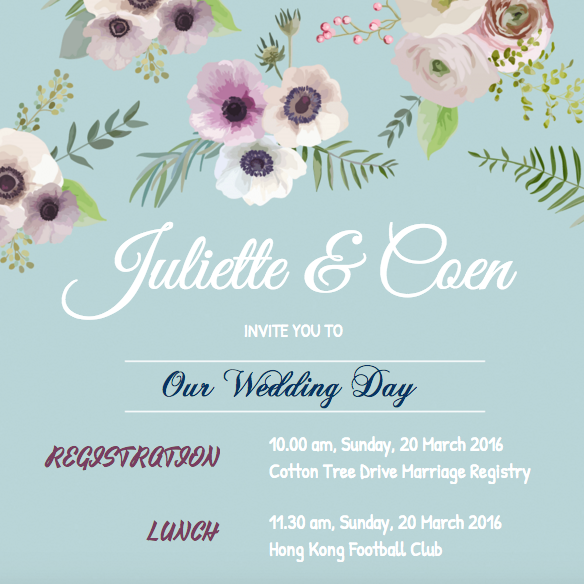 Juliette & Coen
INVITE YOU TO
Our Wedding Day
REGISTRATION
10.00 am, Sunday, 20 March 2016
Cotton Tree Drive Marriage Registry
LUNCH
11.30 am, Sunday, 20 March 2016
Hong Kong Football Club